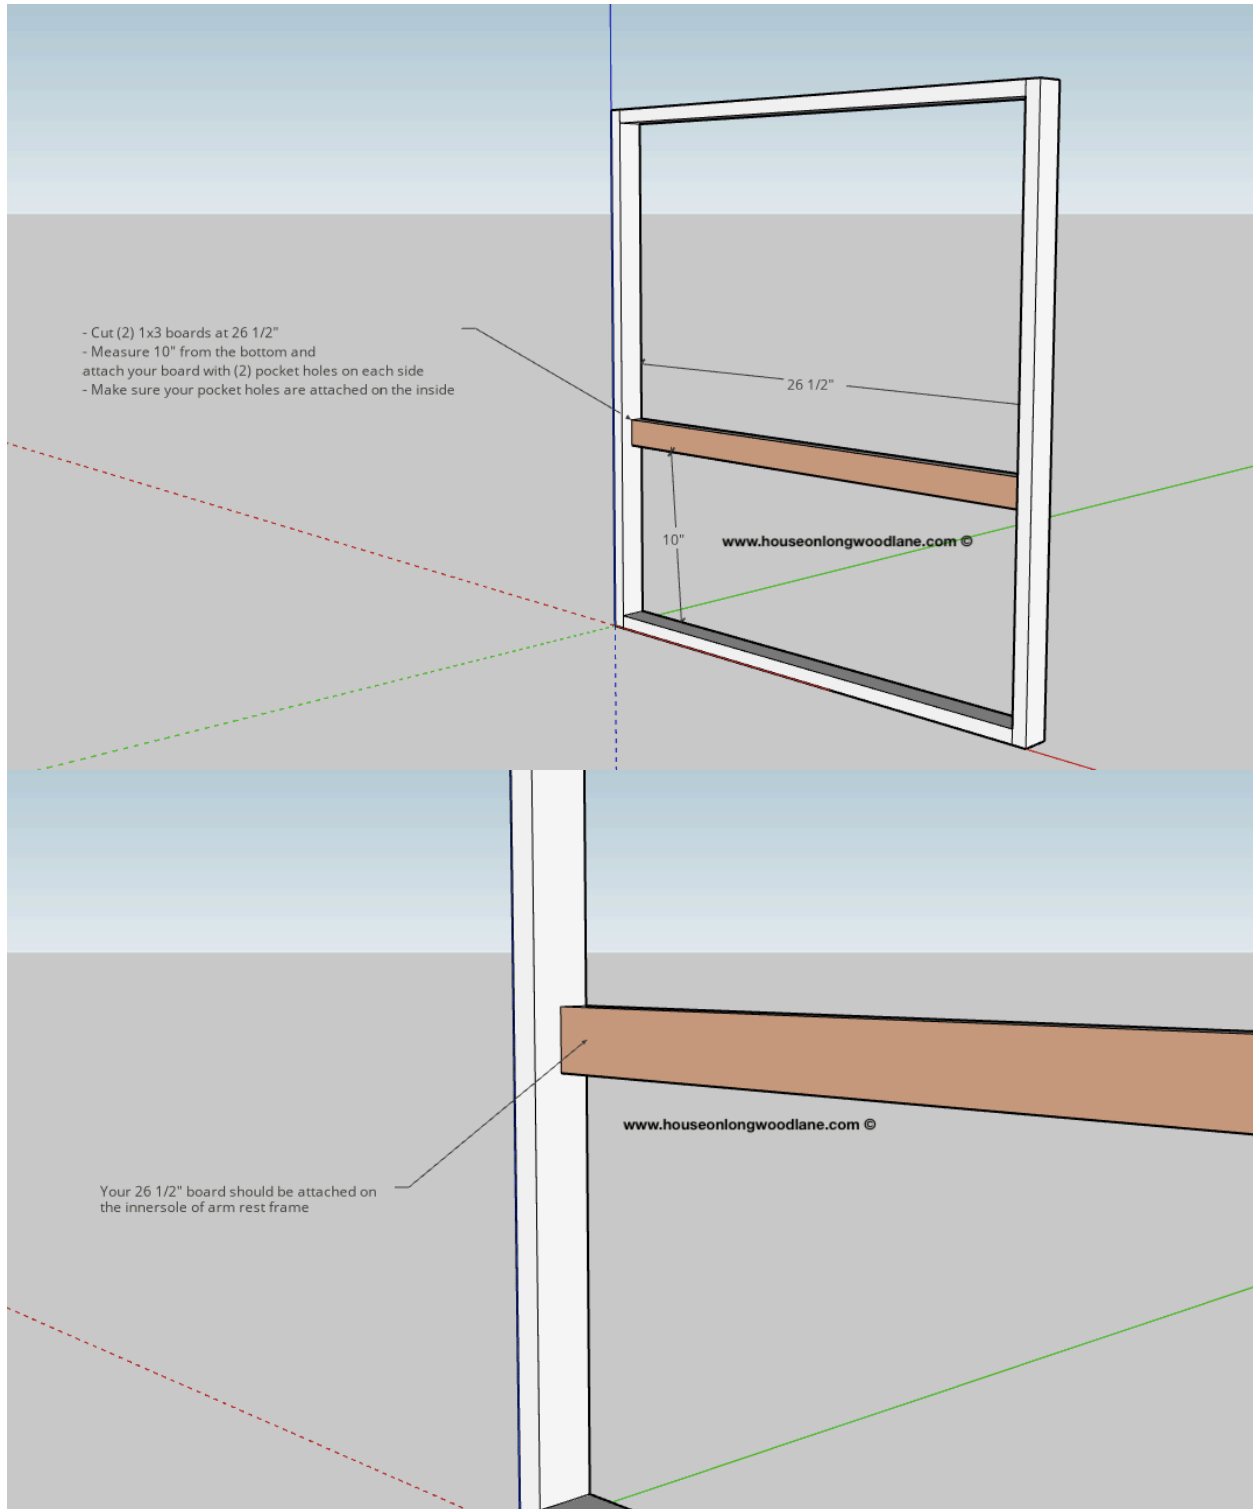 - Cut (2) 1x3 boards at 26 1/2"
- Measure 10" from the bottom and
attach your board with (2) pocket holes on each side
- Make sure your pocket holes are attached on the inside
26 1/2"
10"
www.houseonlongwoodlane.com ©
www.houseonlongwoodlane.com ©
Your 26 1/2" board should be attached on
the innersole of arm rest frame